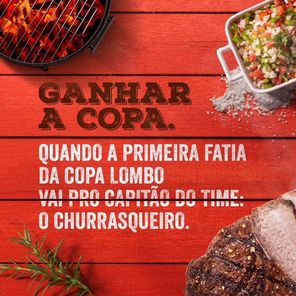 GANHAR
A COPA.
QUANDO A PRIMEIRA FATIA
DA COPA LOMBO
VAI PRO CAPITÃO DO TIME:
O CHURRASQUEIRO.